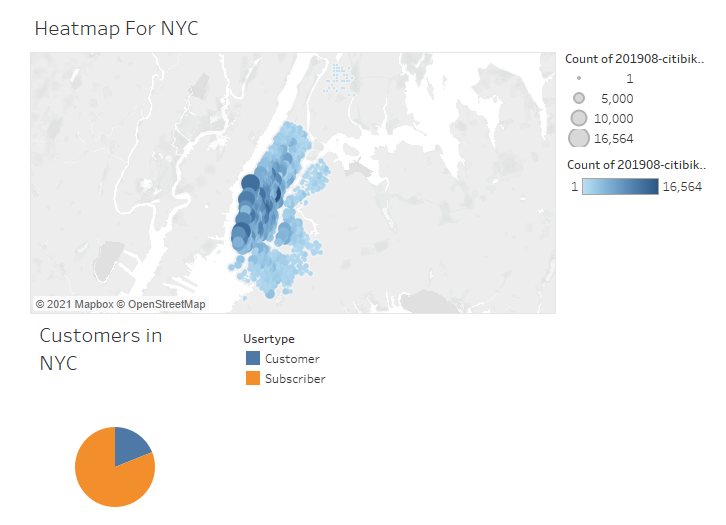 Heatmap For NYC
Count of 201908-citibik..
1
5,000
10,000
16,564
Count of 201908-citibik..
1 16,564
© 2021 Mapbox © OpenStreetMap
Customers in
NYC
Usertype
Customer
Subscriber